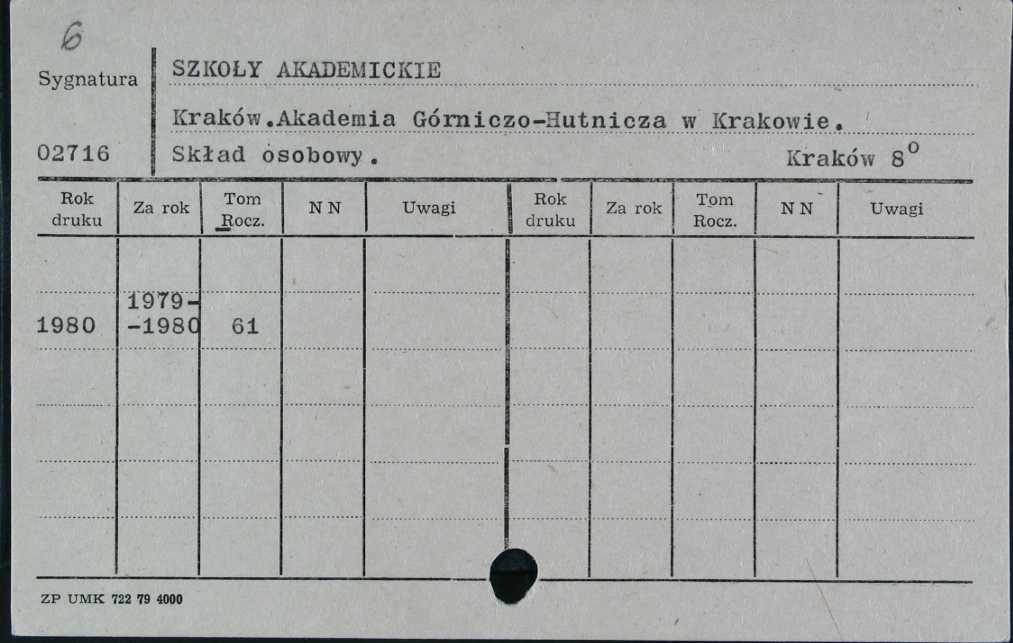 6
Sygnatura
SZKOŁY AKADEMICKIE
Kraków.Akademia Górniczo-Hutnicza w Krakowie.
02716 Skład osobowy. Kraków 8°
Rok druku Za rok Tom Rocz. N N Uwagi Rok druku Za rok Tom Rocz. N N Uwagi
1979-
1980 -1980 61
ZP UMK 722 79 4000